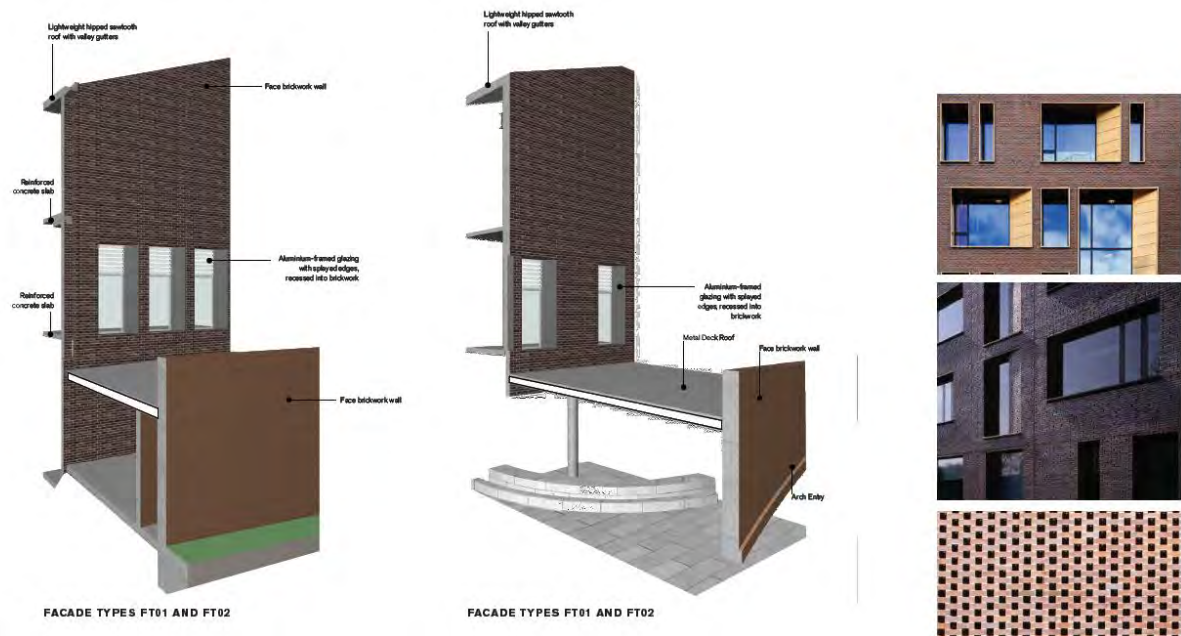 Lightweight hipped sawtooth
roof with valley gutters
Face brickwork wall
Reinforced
concrete slab
Aluminium-framed glazing
with splayed edges,
recessed into brickwork
Reinforced
concrete slab
Face brickwork wall
FACADE TYPES FT01 AND FT02
Lightweight hipped sawtooth
roof with valley gutters
Aluminium-framed
glazing with splayed
edges, recessed into
brickwork
Metal Deck Roof
Face brickwork wall
Arch Entry
FACADE TYPES FT01 AND FT02